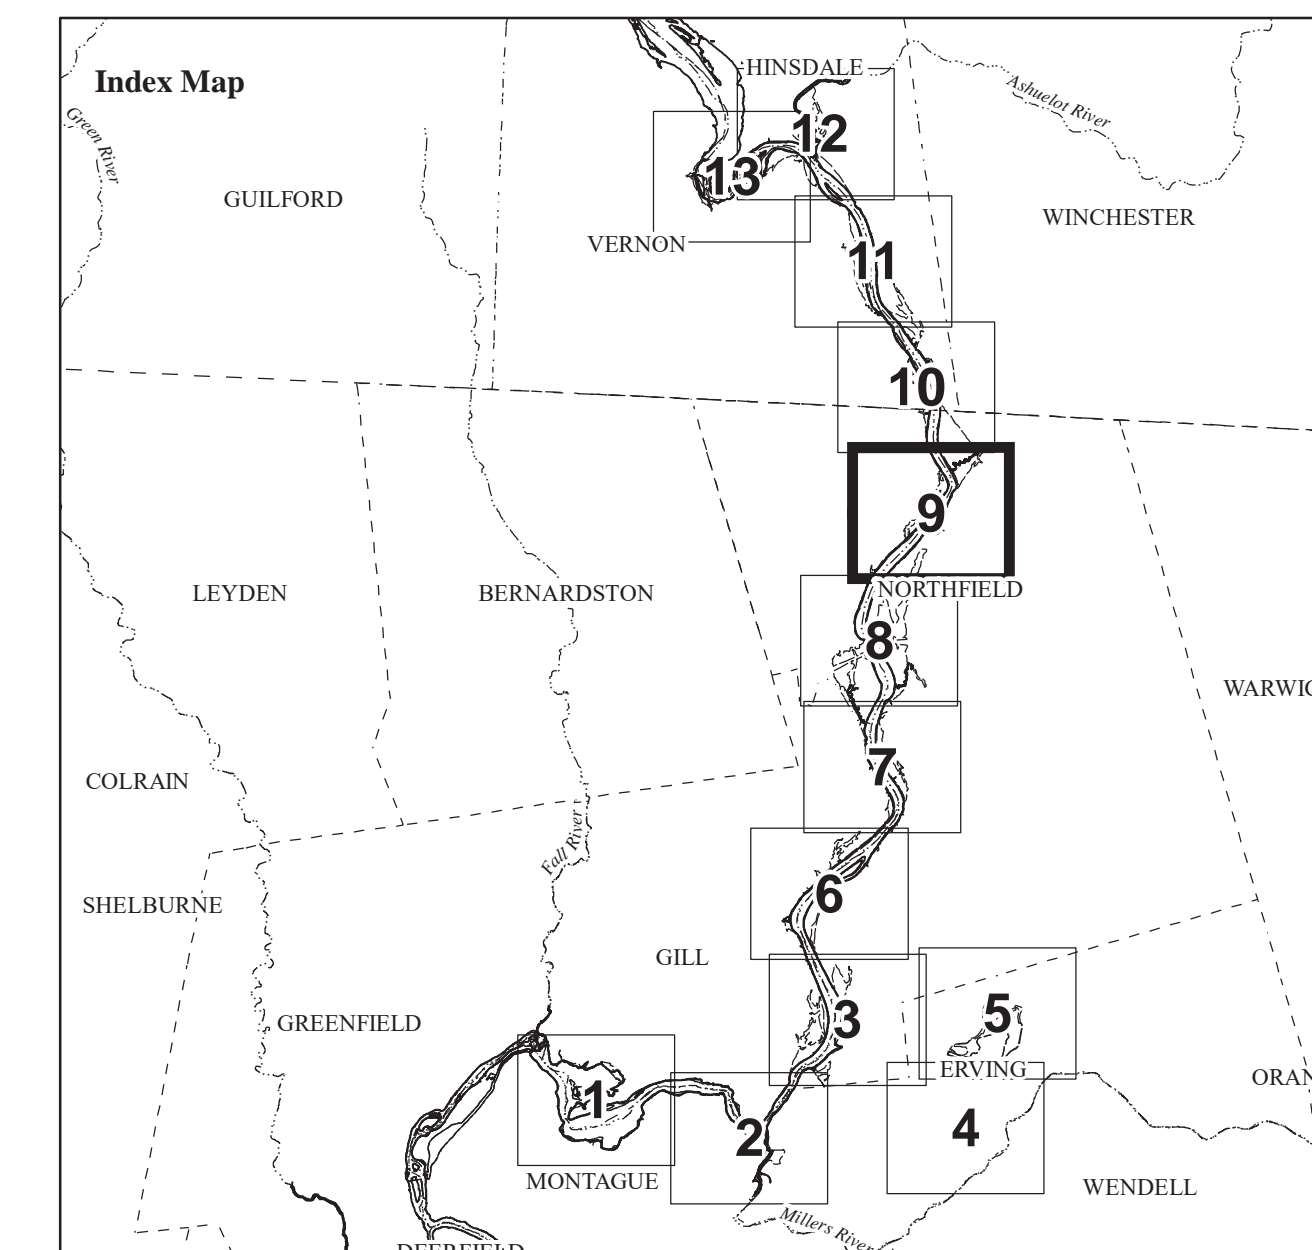 HINSDALE
Index Map
Ashuelot River
Green River
12
13
GUILFORD
WINCHESTER
VERNON
11
10
9
NORTHFIELD
LEYDEN
BERNARDSTON
8
WARWIC
7
COLRAIN
Fall River
6
SHELBURNE
GILL
5
3
GREENFIELD
ERVING
ORAN
1
4
2
MONTAGUE
WENDELL
Millers River
DEERFIELD